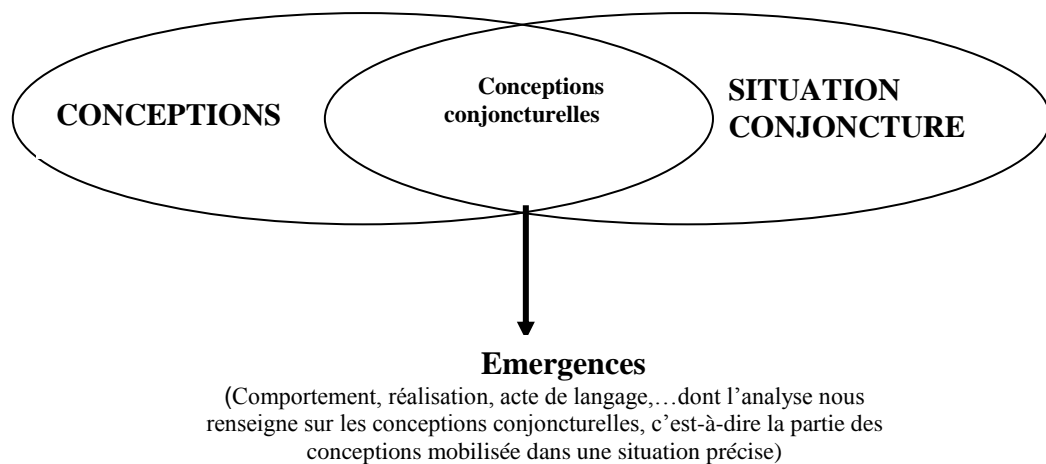 CONCEPTIONS
Conceptions
conjoncturelles
SITUATION
CONJONCTURE
Emergences
(Comportement, réalisation, acte de langage,…dont l’analyse nous
renseigne sur les conceptions conjoncturelles, c’est-à-dire la partie des
conceptions mobilisée dans une situation précise)